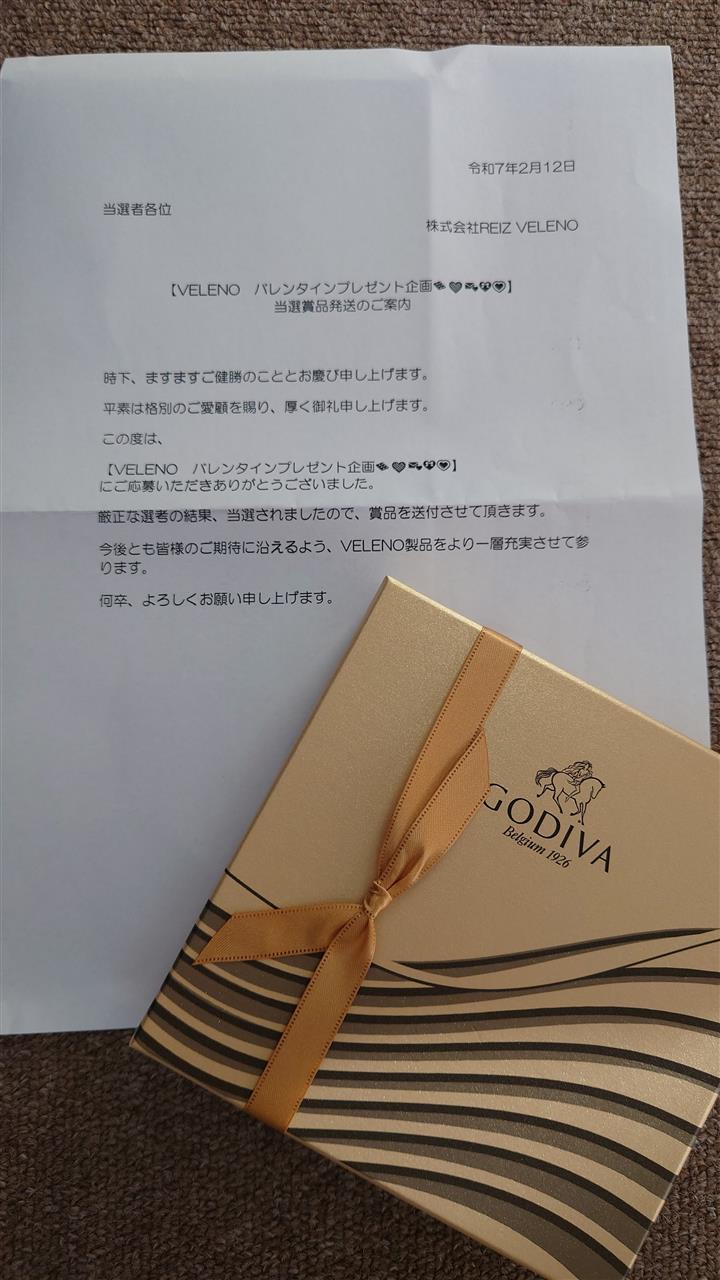 令和7年2月12日
当選者各位
株式会社REIZ VELENO
【VELENO　バレンタインプレゼント企画🍫💗💌💝💟】
当選賞品発送のご案内
時下、ますますご健勝のこととお慶び申し上げます。
平素は格別のご愛顧を賜り、厚く御礼申し上げます。
この度は、
【VELENO　バレンタインプレゼント企画🍫💗💌💝💟】
にご応募いただきありがとうございました。
厳正な選考の結果、当選されましたので、賞品を送付させて頂きます。
今後とも皆様のご期待に沿えるよう、VELENO製品をより一層充実させて参
ります。
何卒、よろしくお願い申し上げます。
GODIVA
Belgium 1926